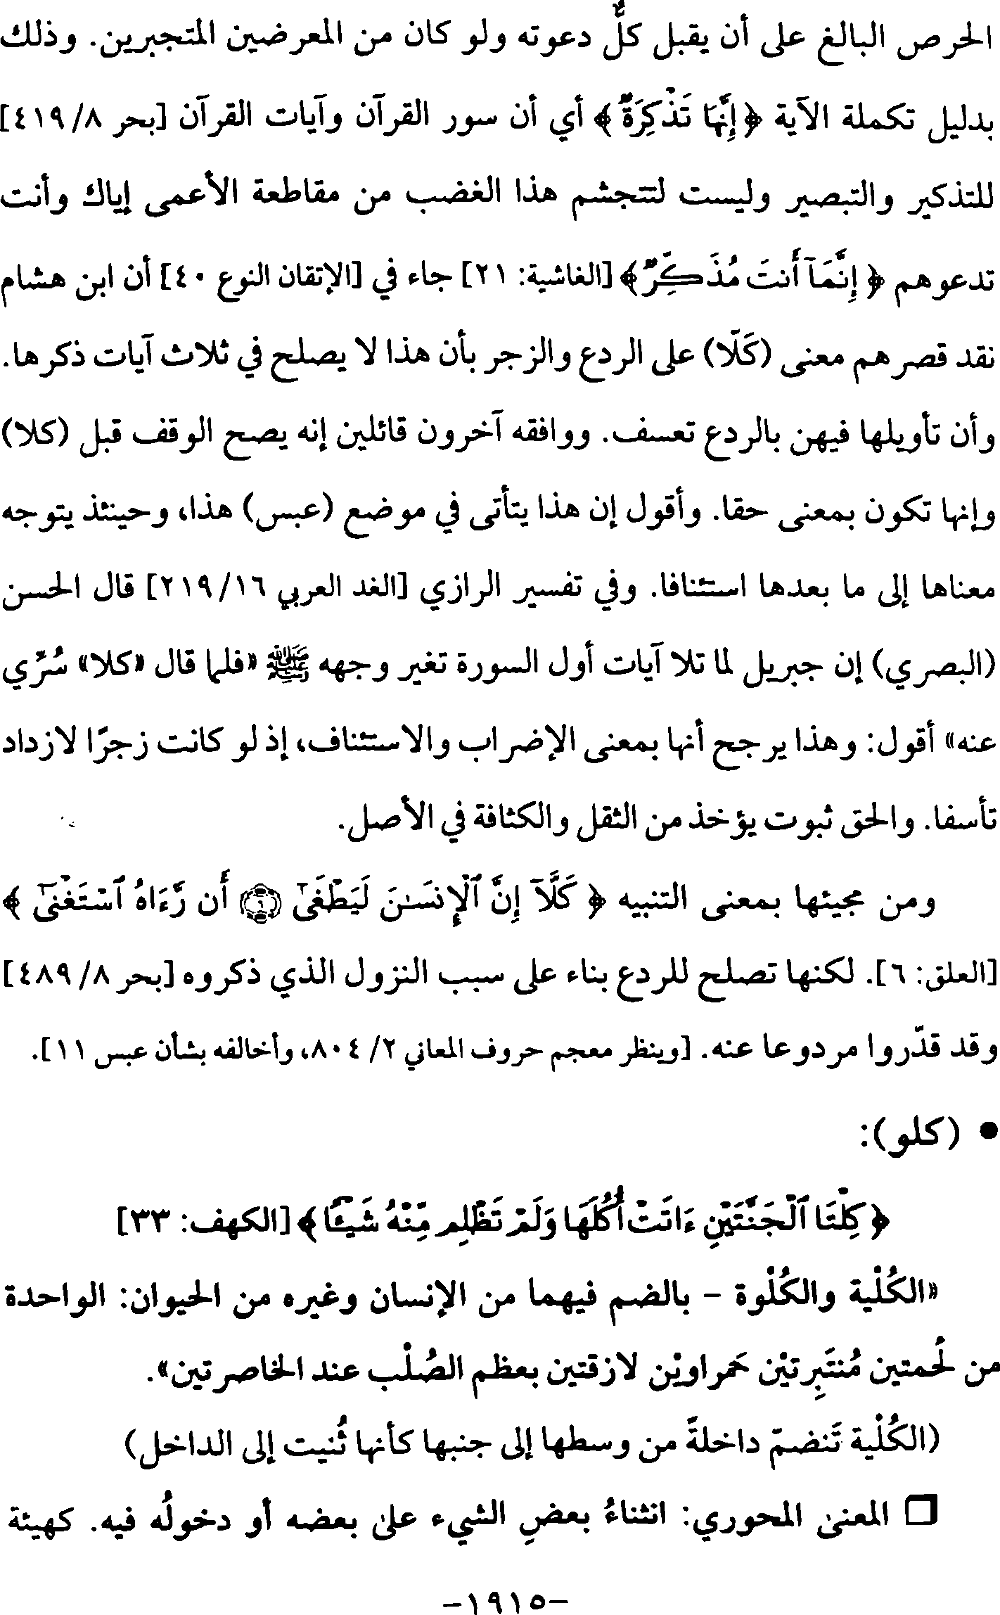 الحرص البالغ على أن يقبل كلٌّ دعوته ولو كان من المعرضين المتجبرين. وذلك
بدليل تكملة الآية ﴿إِنَّهَا تَذْكِرَةٌ﴾ أي أن سور القرآن وآيات القرآن [بحر ٨/ ٤١٩]
للتذكير والتبصير وليست لتتجشم هذا الغضب من مقاطعة الأعمى إياك وأنت
تدعوهم ﴿إِنَّمَآ أَنتَ مُذَكِّرٌ﴾ [الغاشية: ٢١] جاء في [الإتقان النوع ٤٠] أن ابن هشام
نقد قصرهم معنى (كَلّا) على الردع والزجر بأن هذا لا يصلح في ثلاث آيات ذكرها.
وأن تأويلها فيهن بالردع تعسف. ووافقه آخرون قائلين إنه يصح الوقف قبل (كلا)
وإنها تكون بمعنى حقا. وأقول إن هذا يتأتى في موضع (عبس) هذا، وحينئذ يتوجه
معناها إلى ما بعدها استئنافا. وفي تفسير الرازي [الغد العربي ١٦/ ٢١٩] قال الحسن
(البصري) إن جبريل لما تلا آيات أول السورة تغير وجهه ﷺ «فلما قال «كلا» سُرِّي
عنه» أقول: وهذا يرجح أنها بمعنى الإضراب والاستئناف، إذ لو كانت زجرًا لازداد
تأسفا. والحق ثبوت يؤخذ من الثقل والكثافة في الأصل.
ومن مجيئها بمعنى التنبيه ﴿كَلَّآ إِنَّ ٱلْإِنسَـٰنَ لَيَطْغَىٰٓ ۝٦ أَن رَّءَاهُ ٱسْتَغْنَىٰٓ﴾
[العلق: ٦]. لكنها تصلح للردع بناء على سبب النزول الذي ذكروه [بحر ٨/ ٤٨٩]
وقد قدّروا مردوعا عنه. [وينظر معجم حروف المعاني ٢/ ٨٠٤، وأخالفه بشأن عبس ١١].
• (كلو):
﴿كِلْتَا ٱلْجَنَّتَيْنِ ءَاتَتْ أُكُلَهَا وَلَمْ تَظْلِم مِّنْهُ شَيْـًٔا﴾ [الكهف: ٣٣]
«الكُلْية والكُلْوة – بالضم فيهما من الإنسان وغيره من الحيوان: الواحدة
من لَحمتين مُنتَبِرتيْن حَمراويْن لازقتين بعظم الصُلْب عند الخاصرتين».
(الكُلْية تَنضمّ داخلةً من وسطها إلى جنبها كأنها ثُنيت إلى الداخل)
❑ المعنى المحوري: انثناءُ بعضِ الشيء على بعضه أو دخولُه فيه. كهيئة
-١٩١٥-